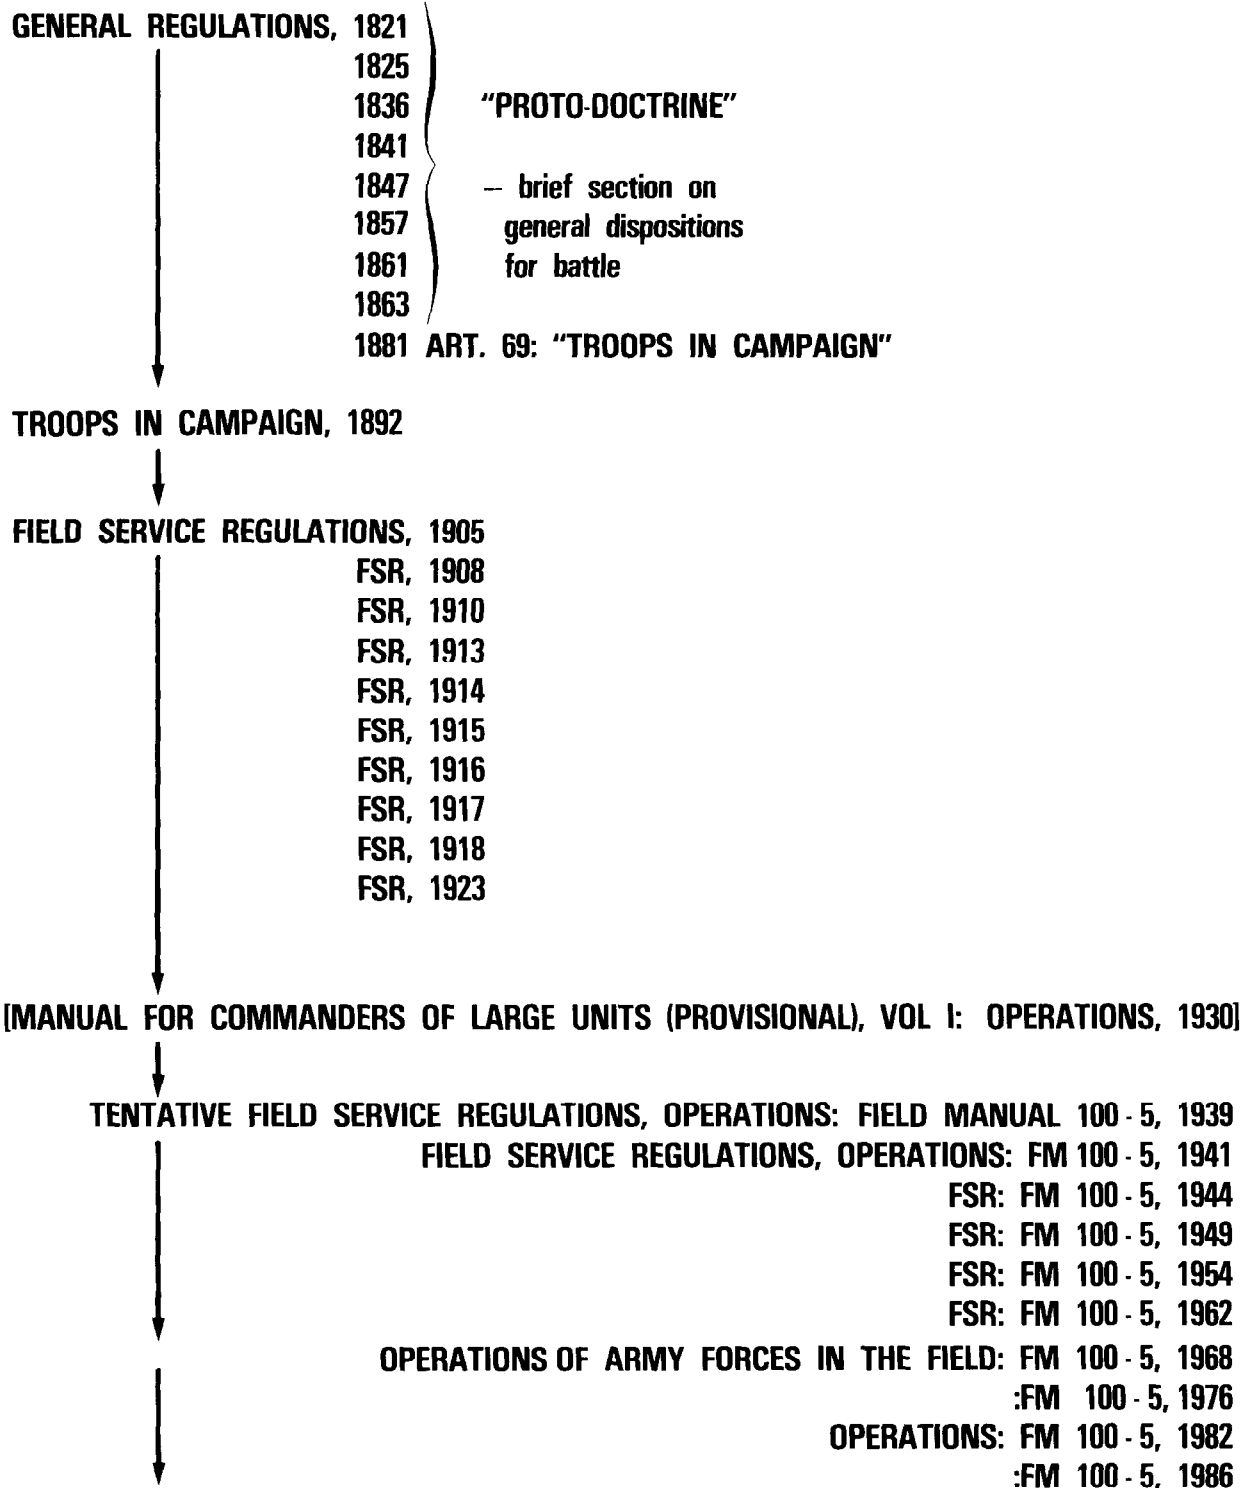 GENERAL REGULATIONS, 1821
1825
1836 "PROTO-DOCTRINE"
1841
1847 – brief section on
1857 general dispositions
1861 for battle
1863
1881 ART. 69: "TROOPS IN CAMPAIGN"
TROOPS IN CAMPAIGN, 1892
FIELD SERVICE REGULATIONS, 1905
FSR, 1908
FSR, 1910
FSR, 1913
FSR, 1914
FSR, 1915
FSR, 1916
FSR, 1917
FSR, 1918
FSR, 1923
[MANUAL FOR COMMANDERS OF LARGE UNITS (PROVISIONAL), VOL I: OPERATIONS, 1930]
TENTATIVE FIELD SERVICE REGULATIONS, OPERATIONS: FIELD MANUAL 100-5, 1939
FIELD SERVICE REGULATIONS, OPERATIONS: FM 100-5, 1941
FSR: FM 100-5, 1944
FSR: FM 100-5, 1949
FSR: FM 100-5, 1954
FSR: FM 100-5, 1962
OPERATIONS OF ARMY FORCES IN THE FIELD: FM 100-5, 1968
:FM 100-5, 1976
OPERATIONS: FM 100-5, 1982
:FM 100-5, 1986